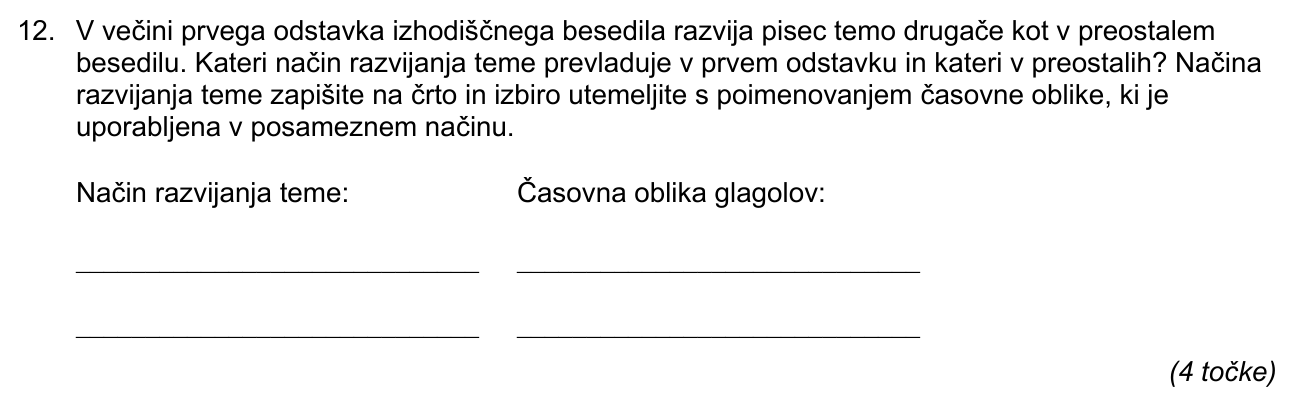 12. V večini prvega odstavka izhodiščnega besedila razvija pisec temo drugače kot v preostalem
besedilu. Kateri način razvijanja teme prevladuje v prvem odstavku in kateri v preostalih? Načina
razvijanja teme zapišite na črto in izbiro utemeljite s poimenovanjem časovne oblike, ki je
uporabljena v posameznem načinu.
Način razvijanja teme: Časovna oblika glagolov:
(4 točke)